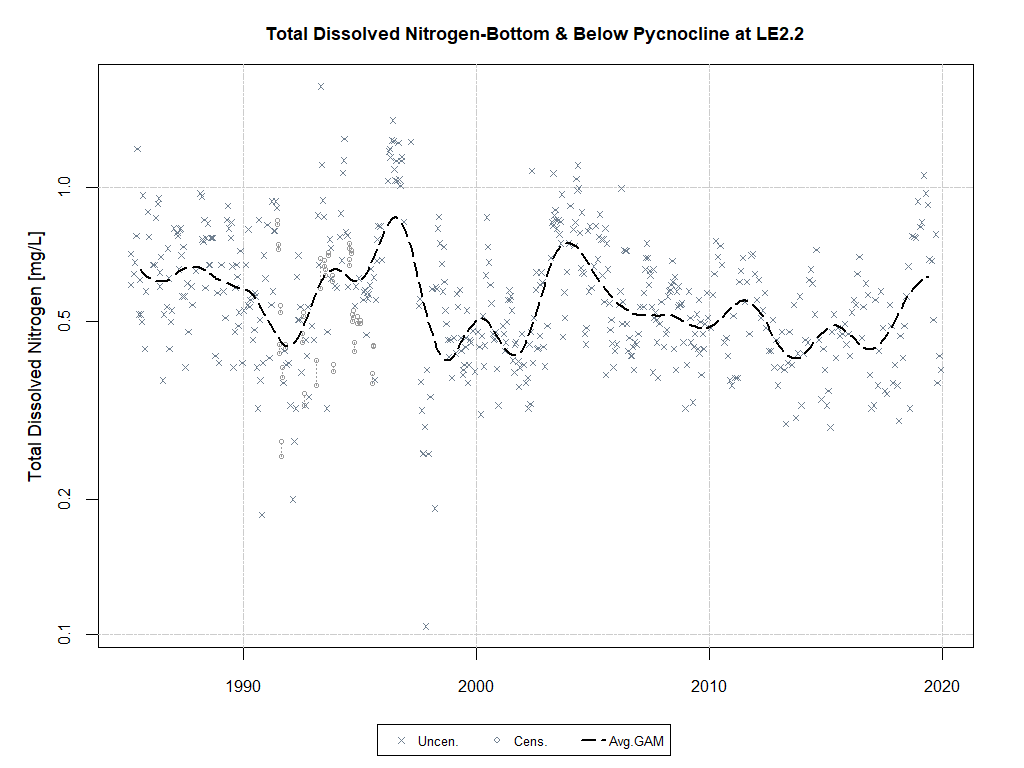 Total Dissolved Nitrogen-Bottom & Below Pycnocline at LE2.2
Total Dissolved Nitrogen [mg/L]
1.0
0.5
0.2
0.1
1990
2000
2010
2020
Uncen.
Cens.
Avg.GAM